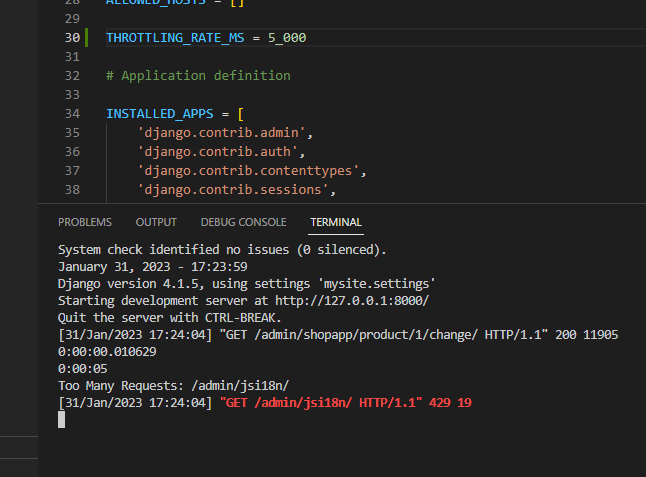 28 ALLOWED_HOSTS = []
29
30 THROTTLING_RATE_MS = 5_000
31
32 # Application definition
33
34 INSTALLED_APPS = [
35 'django.contrib.admin',
36 'django.contrib.auth',
37 'django.contrib.contenttypes',
38 'django.contrib.sessions',
PROBLEMS OUTPUT DEBUG CONSOLE TERMINAL
System check identified no issues (0 silenced).
January 31, 2023 - 17:23:59
Django version 4.1.5, using settings 'mysite.settings'
Starting development server at http://127.0.0.1:8000/
Quit the server with CTRL-BREAK.
[31/Jan/2023 17:24:04] "GET /admin/shopapp/product/1/change/ HTTP/1.1" 200 11905
0:00:00.010629
0:00:05
Too Many Requests: /admin/jsi18n/
[31/Jan/2023 17:24:04] "GET /admin/jsi18n/ HTTP/1.1" 429 19